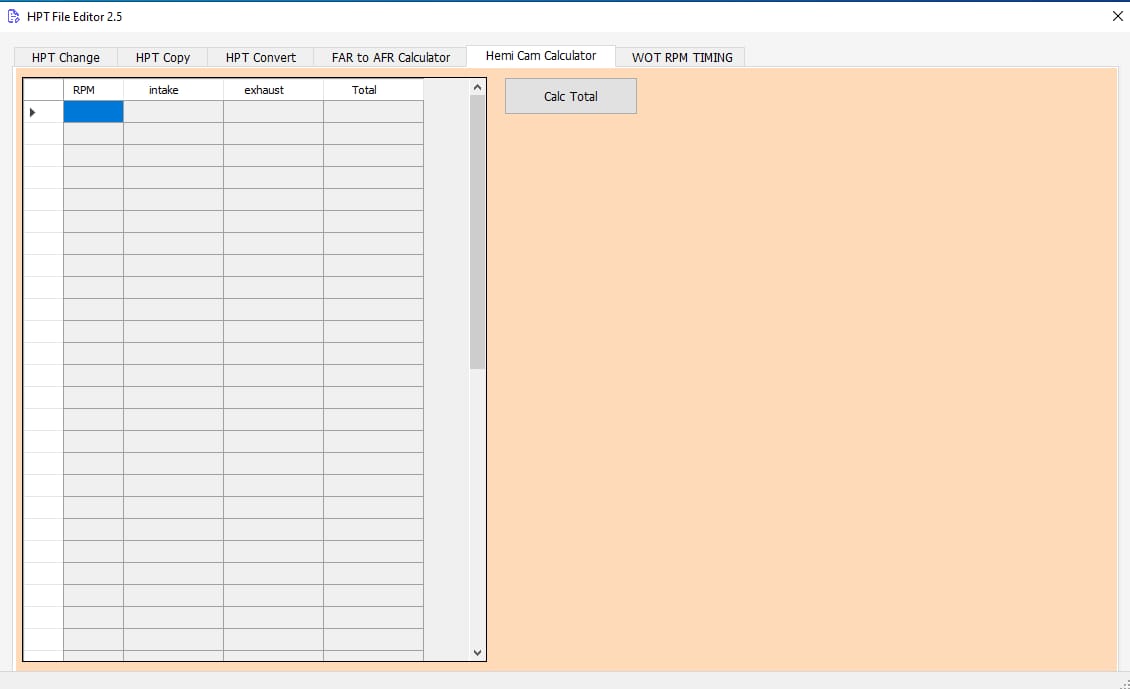 HPT File Editor 2.5
HPT Change HPT Copy HPT Convert FAR to AFR Calculator Hemi Cam Calculator WOT RPM TIMING
RPM intake exhaust Total
Calc Total